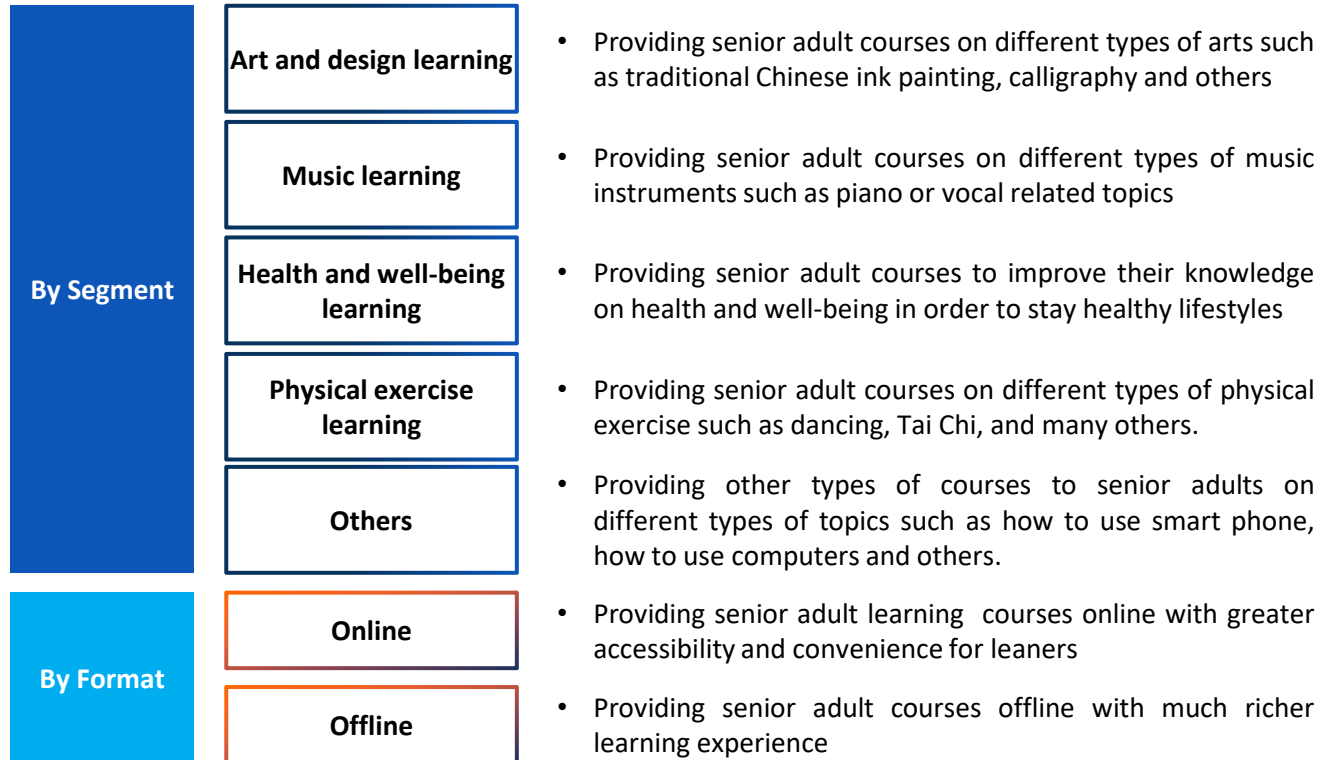 By Segment
Art and design learning
• Providing senior adult courses on different types of arts such
as traditional Chinese ink painting, calligraphy and others
Music learning
• Providing senior adult courses on different types of music
instruments such as piano or vocal related topics
Health and well-being
learning
• Providing senior adult courses to improve their knowledge
on health and well-being in order to stay healthy lifestyles
Physical exercise
learning
• Providing senior adult courses on different types of physical
exercise such as dancing, Tai Chi, and many others.
Others
• Providing other types of courses to senior adults on
different types of topics such as how to use smart phone,
how to use computers and others.
By Format
Online
• Providing senior adult learning courses online with greater
accessibility and convenience for leaners
Offline
• Providing senior adult courses offline with much richer
learning experience